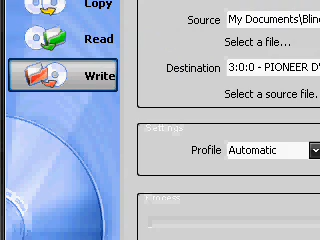 Copy
Read
Write
Source My Documents\Blin
Select a file...
Destination 3:0:0 - PIONEER D
Select a source file.
Settings
Profile Automatic
Process